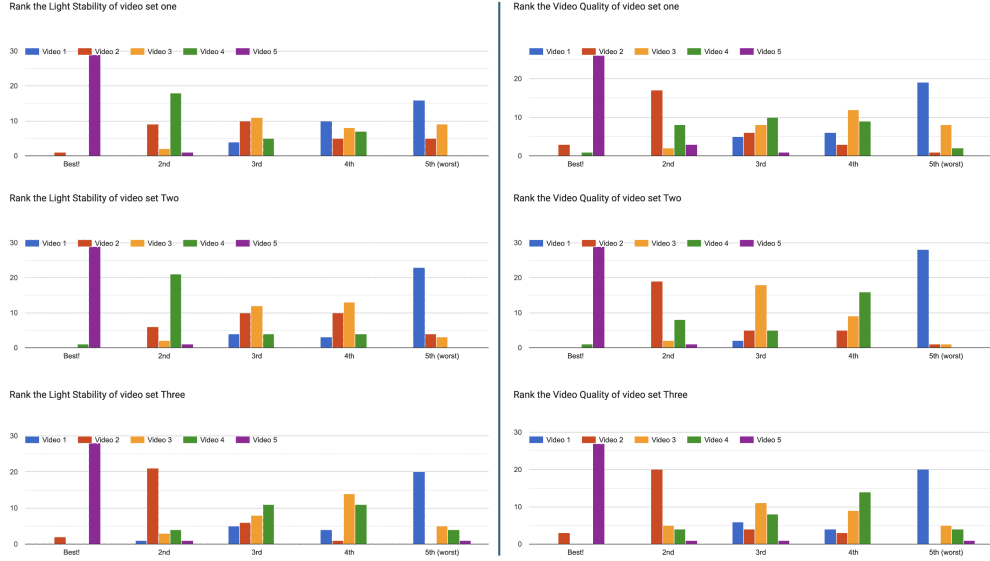 Rank the Light Stability of video set one
Video 1 Video 2 Video 3 Video 4 Video 5
30
20
10
0
Best! 2nd 3rd 4th 5th (worst)
Rank the Video Quality of video set one
Video 1 Video 2 Video 3 Video 4 Video 5
20
10
0
Best! 2nd 3rd 4th 5th (worst)
Rank the Light Stability of video set Two
Video 1 Video 2 Video 3 Video 4 Video 5
30
20
10
0
Best! 2nd 3rd 4th 5th (worst)
Rank the Video Quality of video set Two
Video 1 Video 2 Video 3 Video 4 Video 5
30
20
10
0
Best! 2nd 3rd 4th 5th (worst)
Rank the Light Stability of video set Three
Video 1 Video 2 Video 3 Video 4 Video 5
30
20
10
0
Best! 2nd 3rd 4th 5th (worst)
Rank the Video Quality of video set Three
Video 1 Video 2 Video 3 Video 4 Video 5
30
20
10
0
Best! 2nd 3rd 4th 5th (worst)